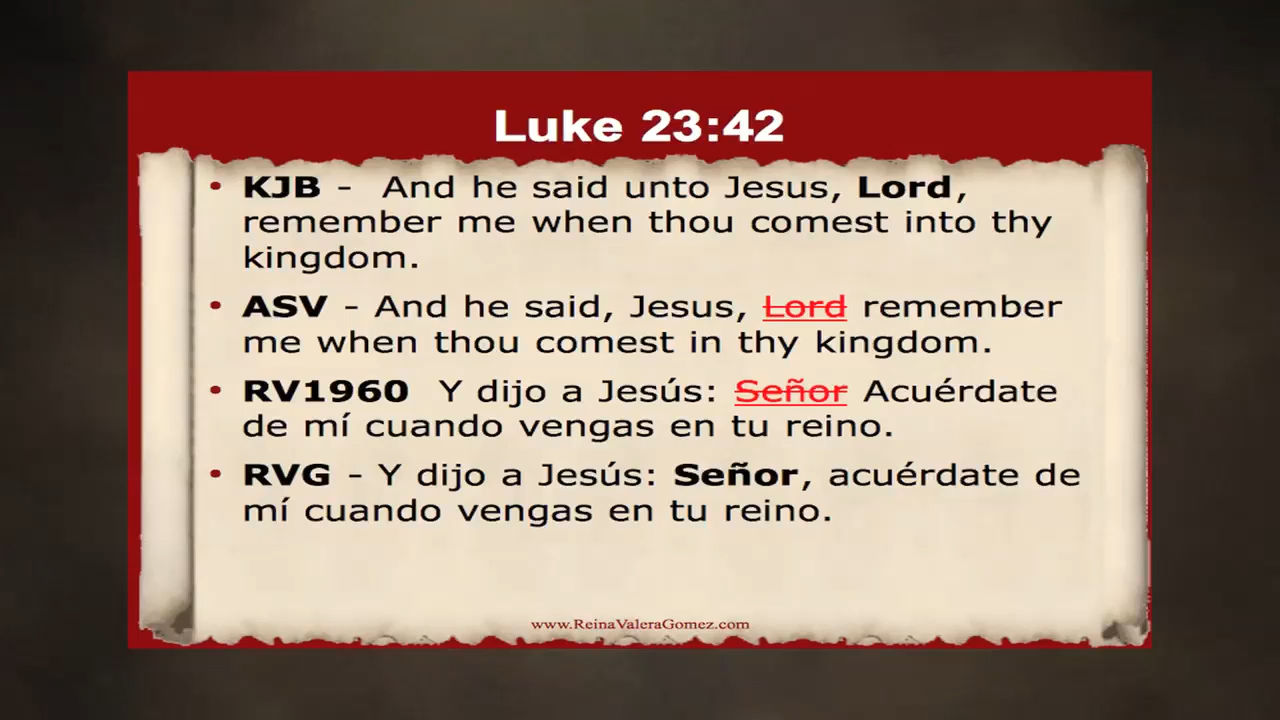 Luke 23:42
• KJB - And he said unto Jesus, Lord,
remember me when thou comest into thy
kingdom.
• ASV - And he said, Jesus, Lord remember
me when thou comest in thy kingdom.
• RV1960 Y dijo a Jesús: Señor Acuérdate
de mí cuando vengas en tu reino.
• RVG - Y dijo a Jesús: Señor, acuérdate de
mí cuando vengas en tu reino.
www.ReinaValeraGomez.com